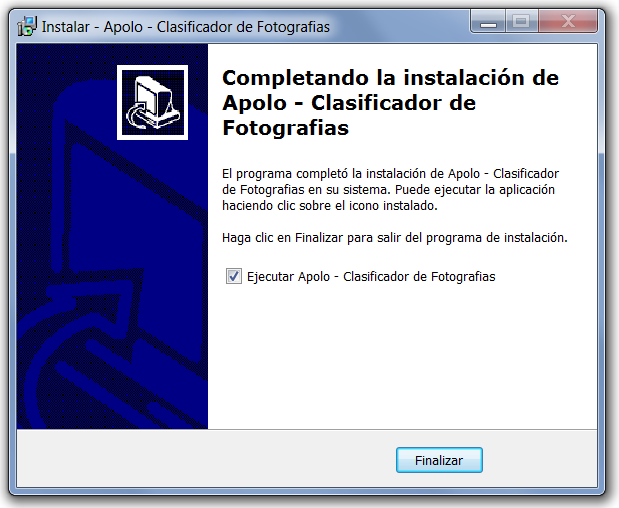 Instalar - Apolo - Clasificador de Fotografias
Completando la instalación de
Apolo - Clasificador de
Fotografias
El programa completó la instalación de Apolo - Clasificador
de Fotografias en su sistema. Puede ejecutar la aplicación
haciendo clic sobre el icono instalado.
Haga clic en Finalizar para salir del programa de instalación.
Ejecutar Apolo - Clasificador de Fotografias
Finalizar